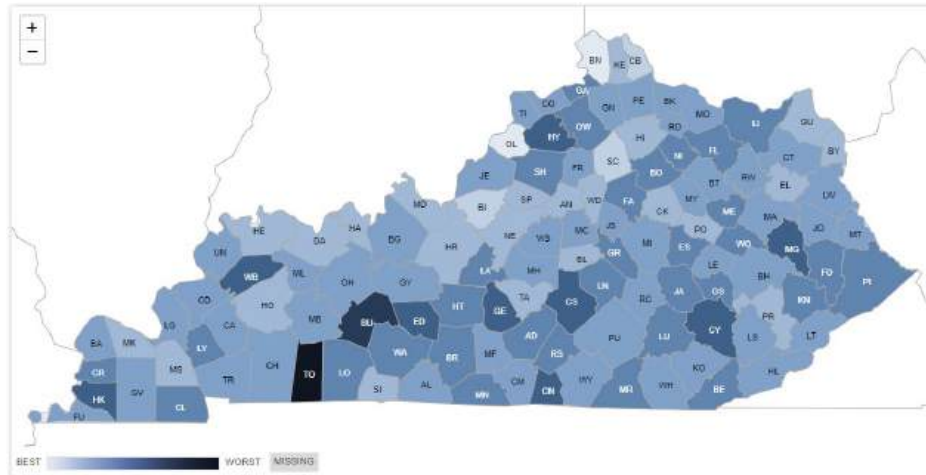 +
−
BN KE CB
GA
TI CO GN PE BK
HY OW RO MO LI GU
OL HI
JE SH FR SC BO NI FL CT BY
MD BI SP AN WD FA CK MY BT RW EL
HE DA HA BG HR NE WS MC JS PO ME MA JO MT
UN WB ML OH GY LA MH BL GR MI ES WO MG FO PI
HO TA LN LE BH KN
CA LG MB BU ED HT GE CS JA OS PR
BA MK LY AD PU LU CY LS LT
CR MS TR CH TO LO WA BR MF RS KO HL
HK GV CL SI AL MN CM CIN WY MR WH BE
FU
BEST WORST MISSING